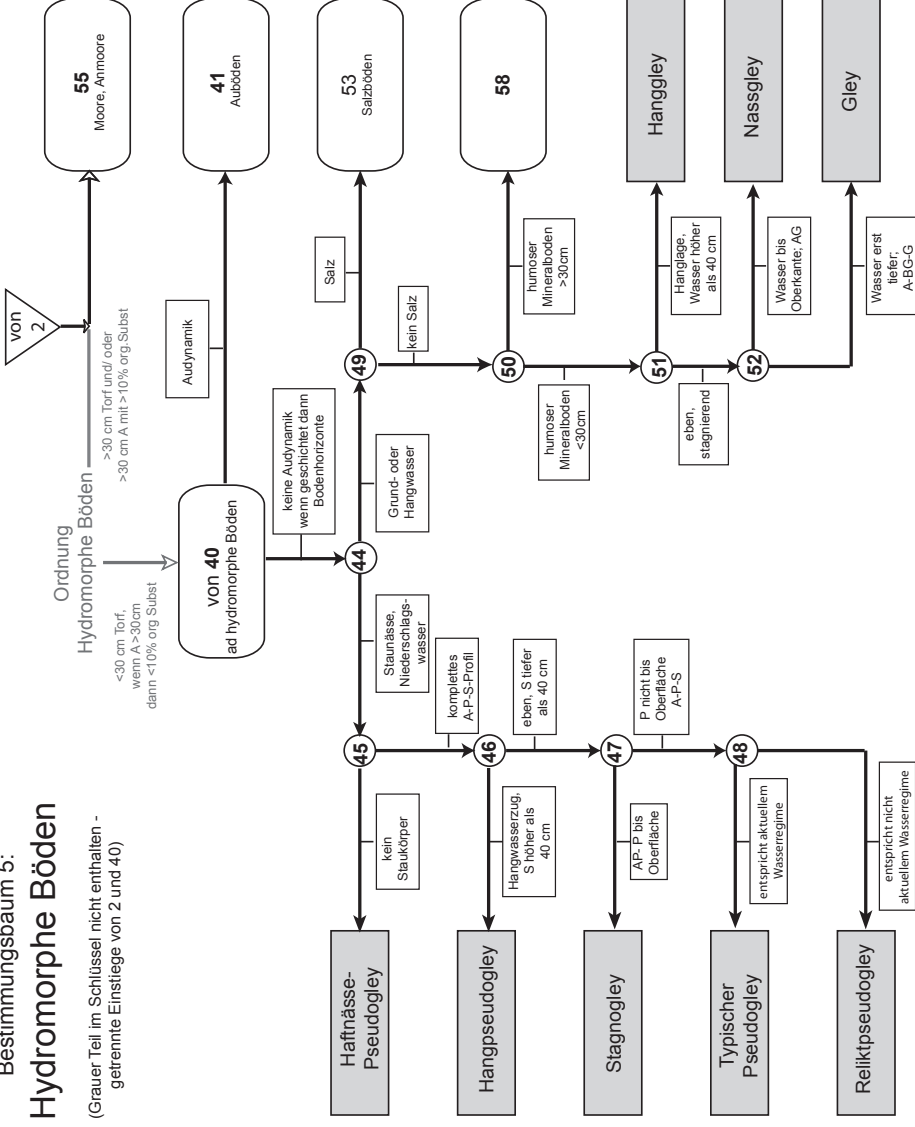 Bestimmungsbaum 5:
Hydromorphe Böden
(Grauer Teil im Schlüssel nicht enthalten -
getrennte Einstiege von 2 und 40)
von
2
Ordnung
Hydromorphe Böden
>30 cm Torf und/ oder
>30 cm A mit >10% org.Subst
55
Moore, Anmoore
<30 cm Torf,
wenn A >30cm
dann <10% org Subst
von 40
ad hydromorphe Böden
Audynamik
41
Auböden
keine Audynamik
wenn geschichtet dann
Bodenhorizonte
44
Staunässe,
Niederschlags-
wasser
Grund- oder
Hangwasser
45
kein
Staukörper
Haftnässe-
Pseudogley
komplettes
A-P-S-Profil
46
Hangwasserzug,
S höher als
40 cm
Hangpseudogley
eben, S tiefer
als 40 cm
47
AP- P bis
Oberfläche
Stagnogley
P nicht bis
Oberfläche
A-P-S
48
entspricht aktuellem
Wasserregime
Typischer
Pseudogley
entspricht nicht
aktuellem Wasserregime
Reliktpseudogley
49
Salz
53
Salzböden
kein Salz
50
humoser
Mineralboden
>30cm
58
humoser
Mineralboden
<30cm
51
Hanglage,
Wasser höher
als 40 cm
Hanggley
eben,
stagnierend
52
Wasser bis
Oberkante; AG
Nassgley
Wasser erst
tiefer;
A-BG-G
Gley